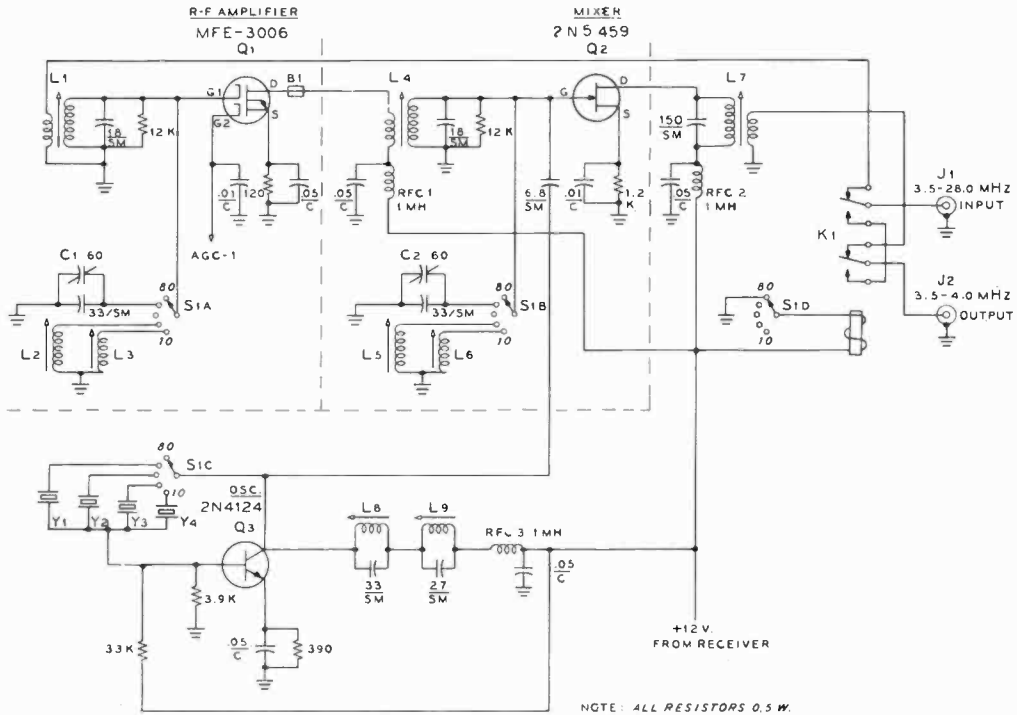 R-F AMPLIFIER
MFE-3006
Q1
MIXER
2N5459
Q2
L1
18
SM
12 K
G1
G2
D
S
B1
.01
C
120
.05
C
AGC-1
L4
18
SM
12 K
.05
C
RFC 1
1 MH
G
D
S
6.8
SM
.01
C
1.2
K
L7
150
SM
.05
C
RFC 2
1 MH
J1
3.5-28.0 MHZ
INPUT
K1
J2
3.5-4.0 MHZ
OUTPUT
C1 60
33/SM
80
S1A
10
L2
L3
C2 60
33/SM
80
S1B
10
L5
L6
80
S1D
10
80
S1C
10
Y1
Y2
Y3
Y4
OSC.
2N4124
Q3
L8
33
SM
L9
27
SM
RFC 3 1 MH
.05
C
3.9K
33K
.05
C
390
+12 V.
FROM RECEIVER
NOTE: ALL RESISTORS 0.5 W.